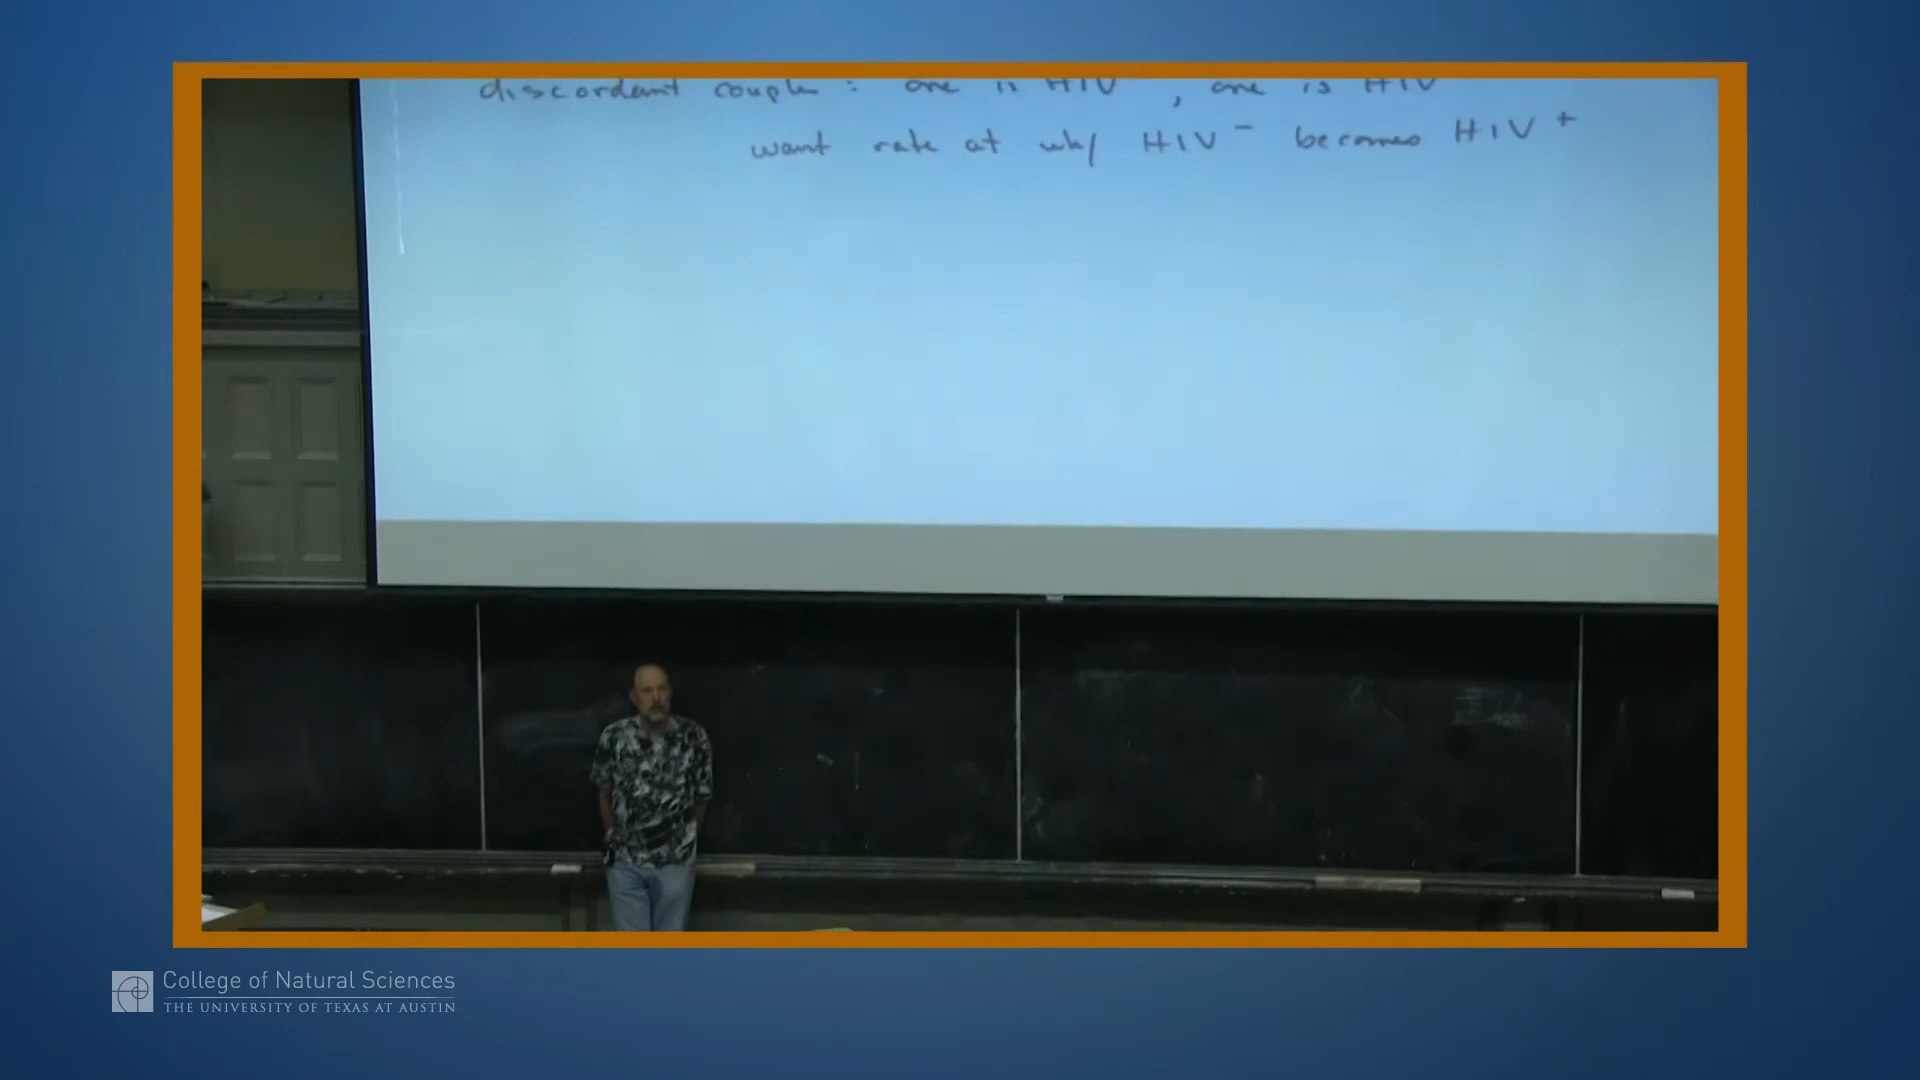 discordant couple : one is HIV , one is HIV
want rate at wh/ HIV - becomes HIV +
College of Natural Sciences
THE UNIVERSITY OF TEXAS AT AUSTIN